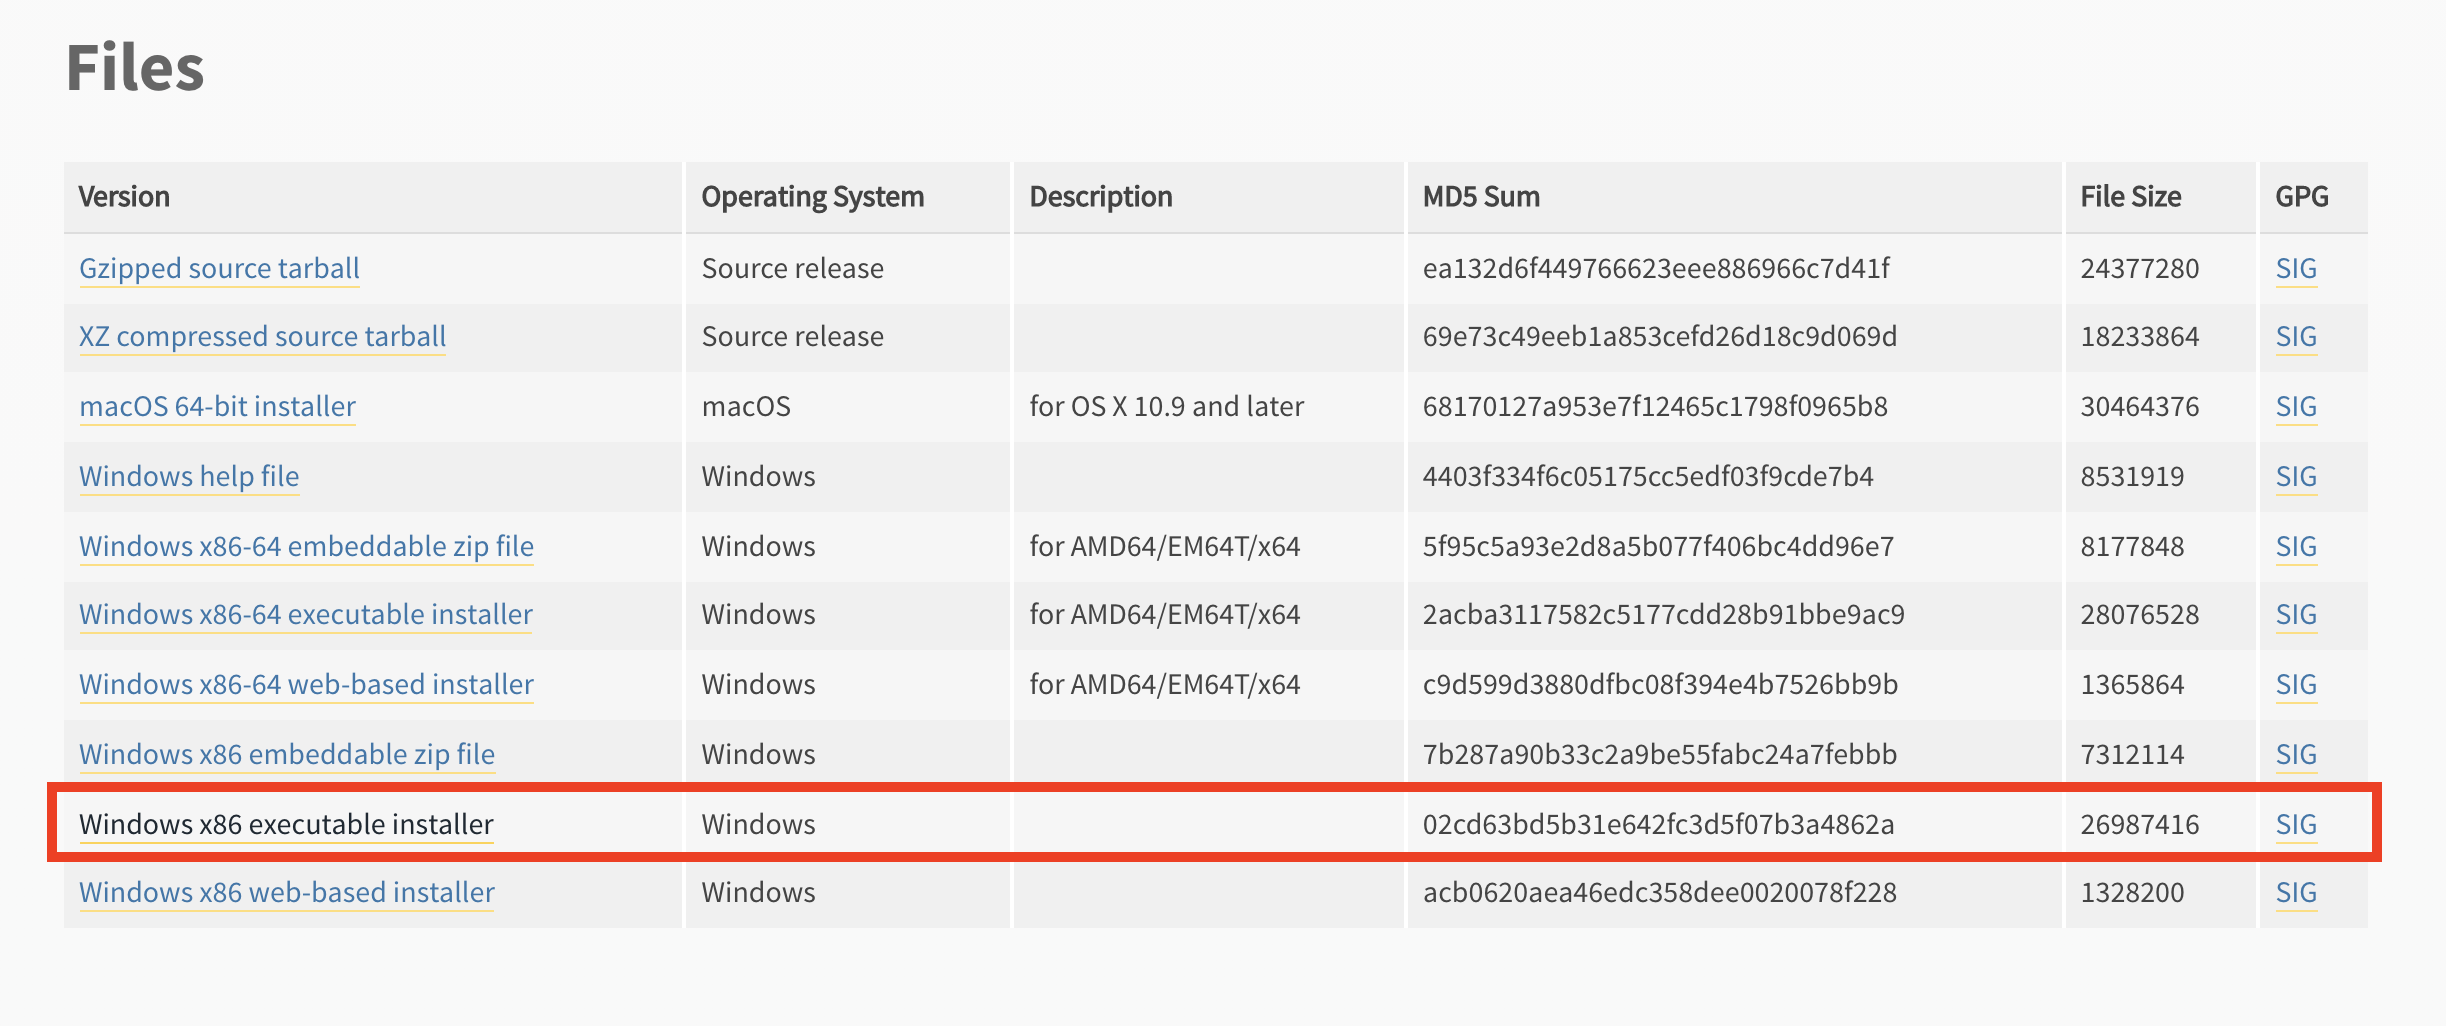 Files
Version Operating System Description MD5 Sum File Size GPG
Gzipped source tarball Source release ea132d6f449766623eee886966c7d41f 24377280 SIG
XZ compressed source tarball Source release 69e73c49eeb1a853cefd26d18c9d069d 18233864 SIG
macOS 64-bit installer macOS for OS X 10.9 and later 68170127a953e7f12465c1798f0965b8 30464376 SIG
Windows help file Windows 4403f334f6c05175cc5edf03f9cde7b4 8531919 SIG
Windows x86-64 embeddable zip file Windows for AMD64/EM64T/x64 5f95c5a93e2d8a5b077f406bc4dd96e7 8177848 SIG
Windows x86-64 executable installer Windows for AMD64/EM64T/x64 2acba3117582c5177cdd28b91bbe9ac9 28076528 SIG
Windows x86-64 web-based installer Windows for AMD64/EM64T/x64 c9d599d3880dfbc08f394e4b7526bb9b 1365864 SIG
Windows x86 embeddable zip file Windows 7b287a90b33c2a9be55fabc24a7febbb 7312114 SIG
Windows x86 executable installer Windows 02cd63bd5b31e642fc3d5f07b3a4862a 26987416 SIG
Windows x86 web-based installer Windows acb0620aea46edc358dee0020078f228 1328200 SIG